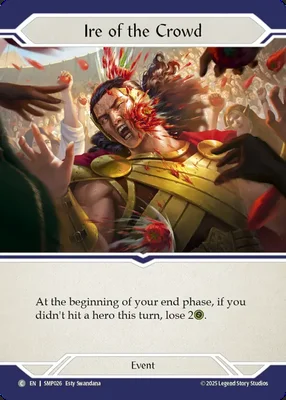 Ire of the Crowd
At the beginning of your end phase, if you
didn't hit a hero this turn, lose 2.
Event
C EN | SMP026 Esty Swandana
©2025 Legend Story Studios